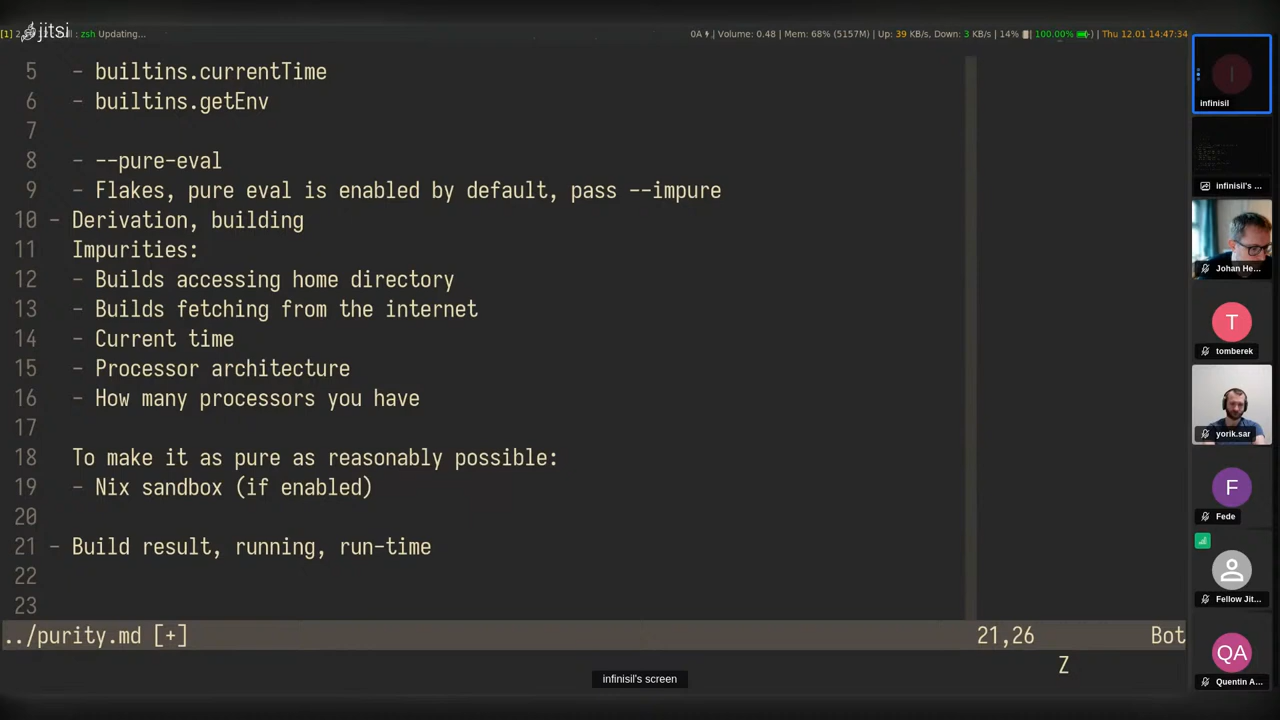 jitsi
[1] 2 : zsh Updating...
0A | Volume: 0.48 | Mem: 68% (5157M) | Up: 39 KB/s, Down: 3 KB/s | 14% | 100.00% | Thu 12.01 14:47:34
5 - builtins.currentTime
6 - builtins.getEnv
7
8 - --pure-eval
9 - Flakes, pure eval is enabled by default, pass --impure
10 - Derivation, building
11 Impurities:
12 - Builds accessing home directory
13 - Builds fetching from the internet
14 - Current time
15 - Processor architecture
16 - How many processors you have
17
18 To make it as pure as reasonably possible:
19 - Nix sandbox (if enabled)
20
21 - Build result, running, run-time
22
23
../purity.md [+] 21,26 Bot
Z
infinisil's screen
I
infinisil
infinisil's ...
Johan He...
T
tomberek
yorik.sar
F
Fede
Fellow Jit...
QA
Quentin A...